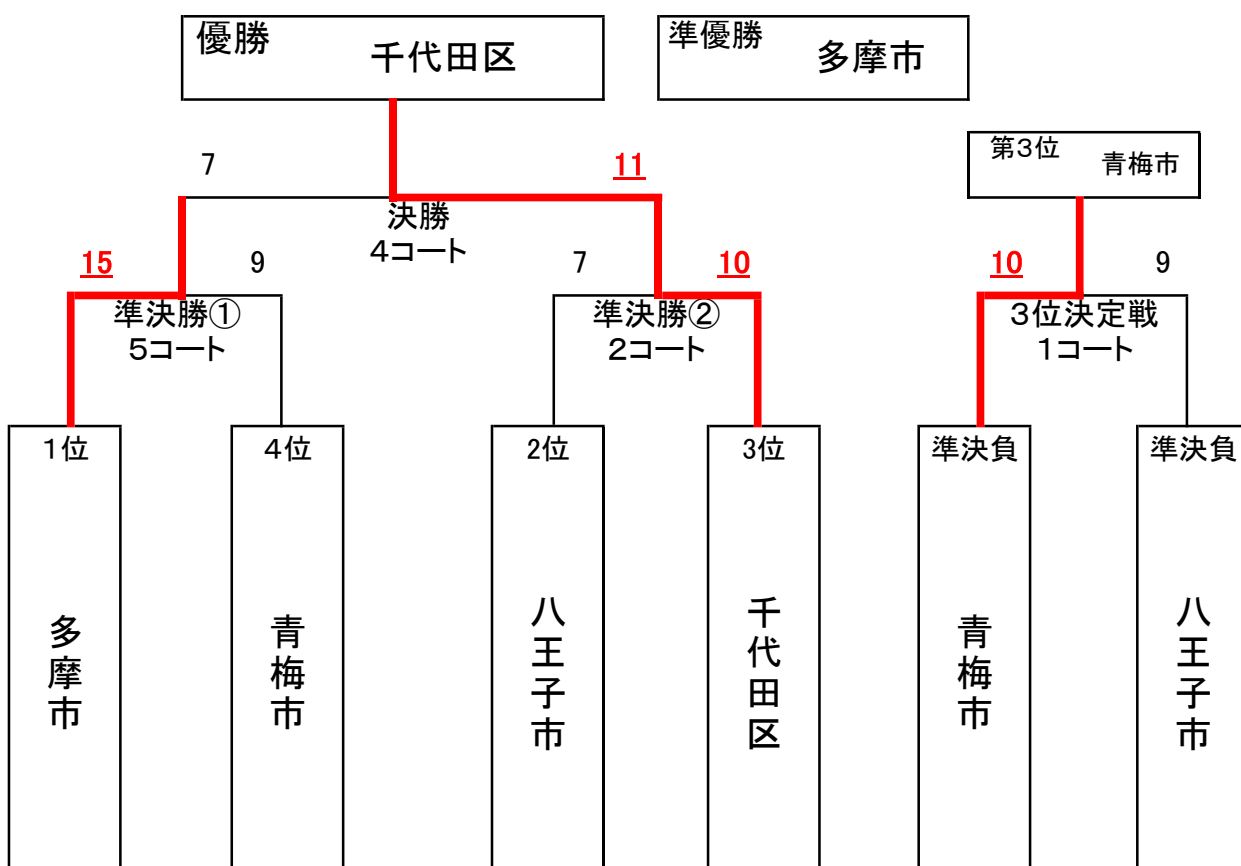 優勝
千代田区
準優勝
多摩市
第3位
青梅市
7
11
決勝
4コート
15
9
7
10
10
9
準決勝①
5コート
準決勝②
2コート
3位決定戦
1コート
1位
4位
2位
3位
準決負
準決負
多摩市
青梅市
八王子市
千代田区
青梅市
八王子市